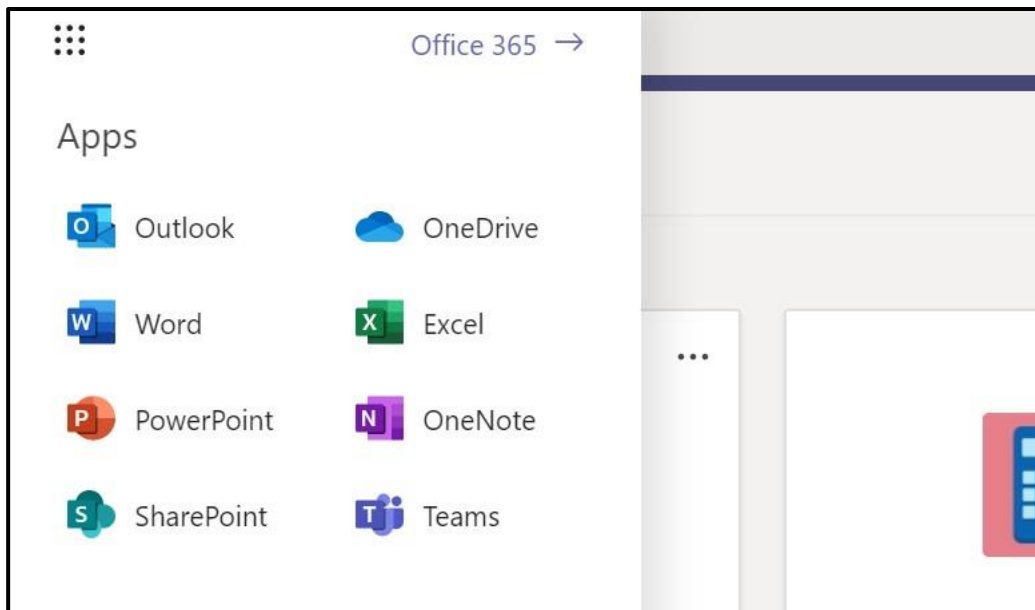 Office 365 →
Apps
Outlook
OneDrive
Word
Excel
PowerPoint
OneNote
SharePoint
Teams